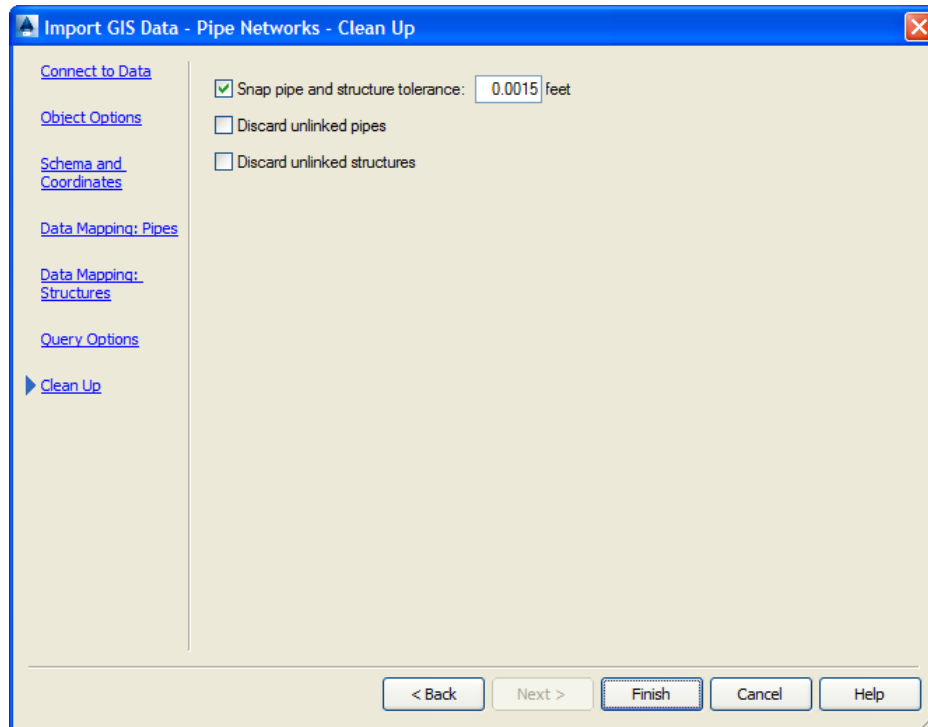 Import GIS Data - Pipe Networks - Clean Up
Connect to Data
Object Options
Schema and
Coordinates
Data Mapping: Pipes
Data Mapping:
Structures
Query Options
Clean Up
Snap pipe and structure tolerance: 0.0015 feet
Discard unlinked pipes
Discard unlinked structures
< Back Next > Finish Cancel Help